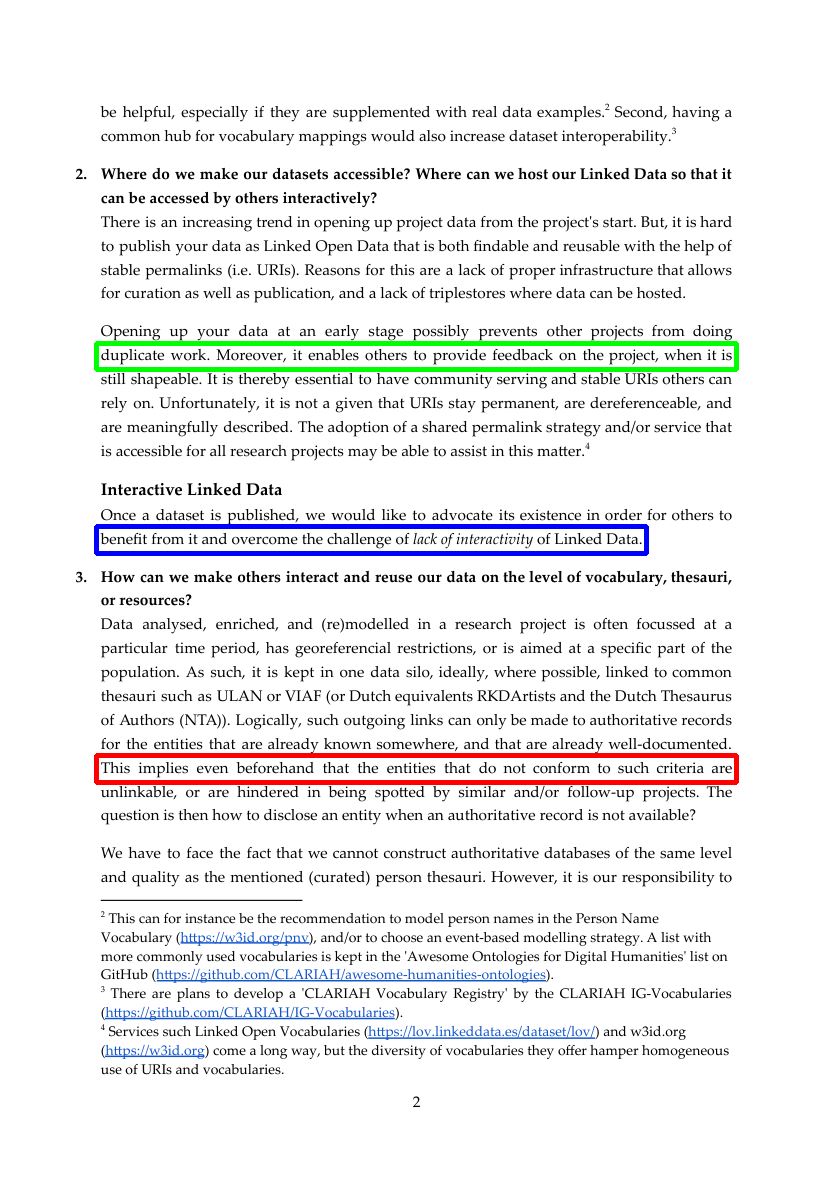 be helpful, especially if they are supplemented with real data examples.2 Second, having a
common hub for vocabulary mappings would also increase dataset interoperability.3
2. Where do we make our datasets accessible? Where can we host our Linked Data so that it
can be accessed by others interactively?
There is an increasing trend in opening up project data from the project's start. But, it is hard
to publish your data as Linked Open Data that is both findable and reusable with the help of
stable permalinks (i.e. URIs). Reasons for this are a lack of proper infrastructure that allows
for curation as well as publication, and a lack of triplestores where data can be hosted.
Opening up your data at an early stage possibly prevents other projects from doing
duplicate work. Moreover, it enables others to provide feedback on the project, when it is
still shapeable. It is thereby essential to have community serving and stable URIs others can
rely on. Unfortunately, it is not a given that URIs stay permanent, are dereferenceable, and
are meaningfully described. The adoption of a shared permalink strategy and/or service that
is accessible for all research projects may be able to assist in this matter.4
Interactive Linked Data
Once a dataset is published, we would like to advocate its existence in order for others to
benefit from it and overcome the challenge of lack of interactivity of Linked Data.
3. How can we make others interact and reuse our data on the level of vocabulary, thesauri,
or resources?
Data analysed, enriched, and (re)modelled in a research project is often focussed at a
particular time period, has georeferencial restrictions, or is aimed at a specific part of the
population. As such, it is kept in one data silo, ideally, where possible, linked to common
thesauri such as ULAN or VIAF (or Dutch equivalents RKDArtists and the Dutch Thesaurus
of Authors (NTA)). Logically, such outgoing links can only be made to authoritative records
for the entities that are already known somewhere, and that are already well-documented.
This implies even beforehand that the entities that do not conform to such criteria are
unlinkable, or are hindered in being spotted by similar and/or follow-up projects. The
question is then how to disclose an entity when an authoritative record is not available?
We have to face the fact that we cannot construct authoritative databases of the same level
and quality as the mentioned (curated) person thesauri. However, it is our responsibility to
2 This can for instance be the recommendation to model person names in the Person Name
Vocabulary (https://w3id.org/pnv), and/or to choose an event-based modelling strategy. A list with
more commonly used vocabularies is kept in the 'Awesome Ontologies for Digital Humanities' list on
GitHub (https://github.com/CLARIAH/awesome-humanities-ontologies).
3 There are plans to develop a 'CLARIAH Vocabulary Registry' by the CLARIAH IG-Vocabularies
(https://github.com/CLARIAH/IG-Vocabularies).
4 Services such Linked Open Vocabularies (https://lov.linkeddata.es/dataset/lov/) and w3id.org
(https://w3id.org) come a long way, but the diversity of vocabularies they offer hamper homogeneous
use of URIs and vocabularies.
2